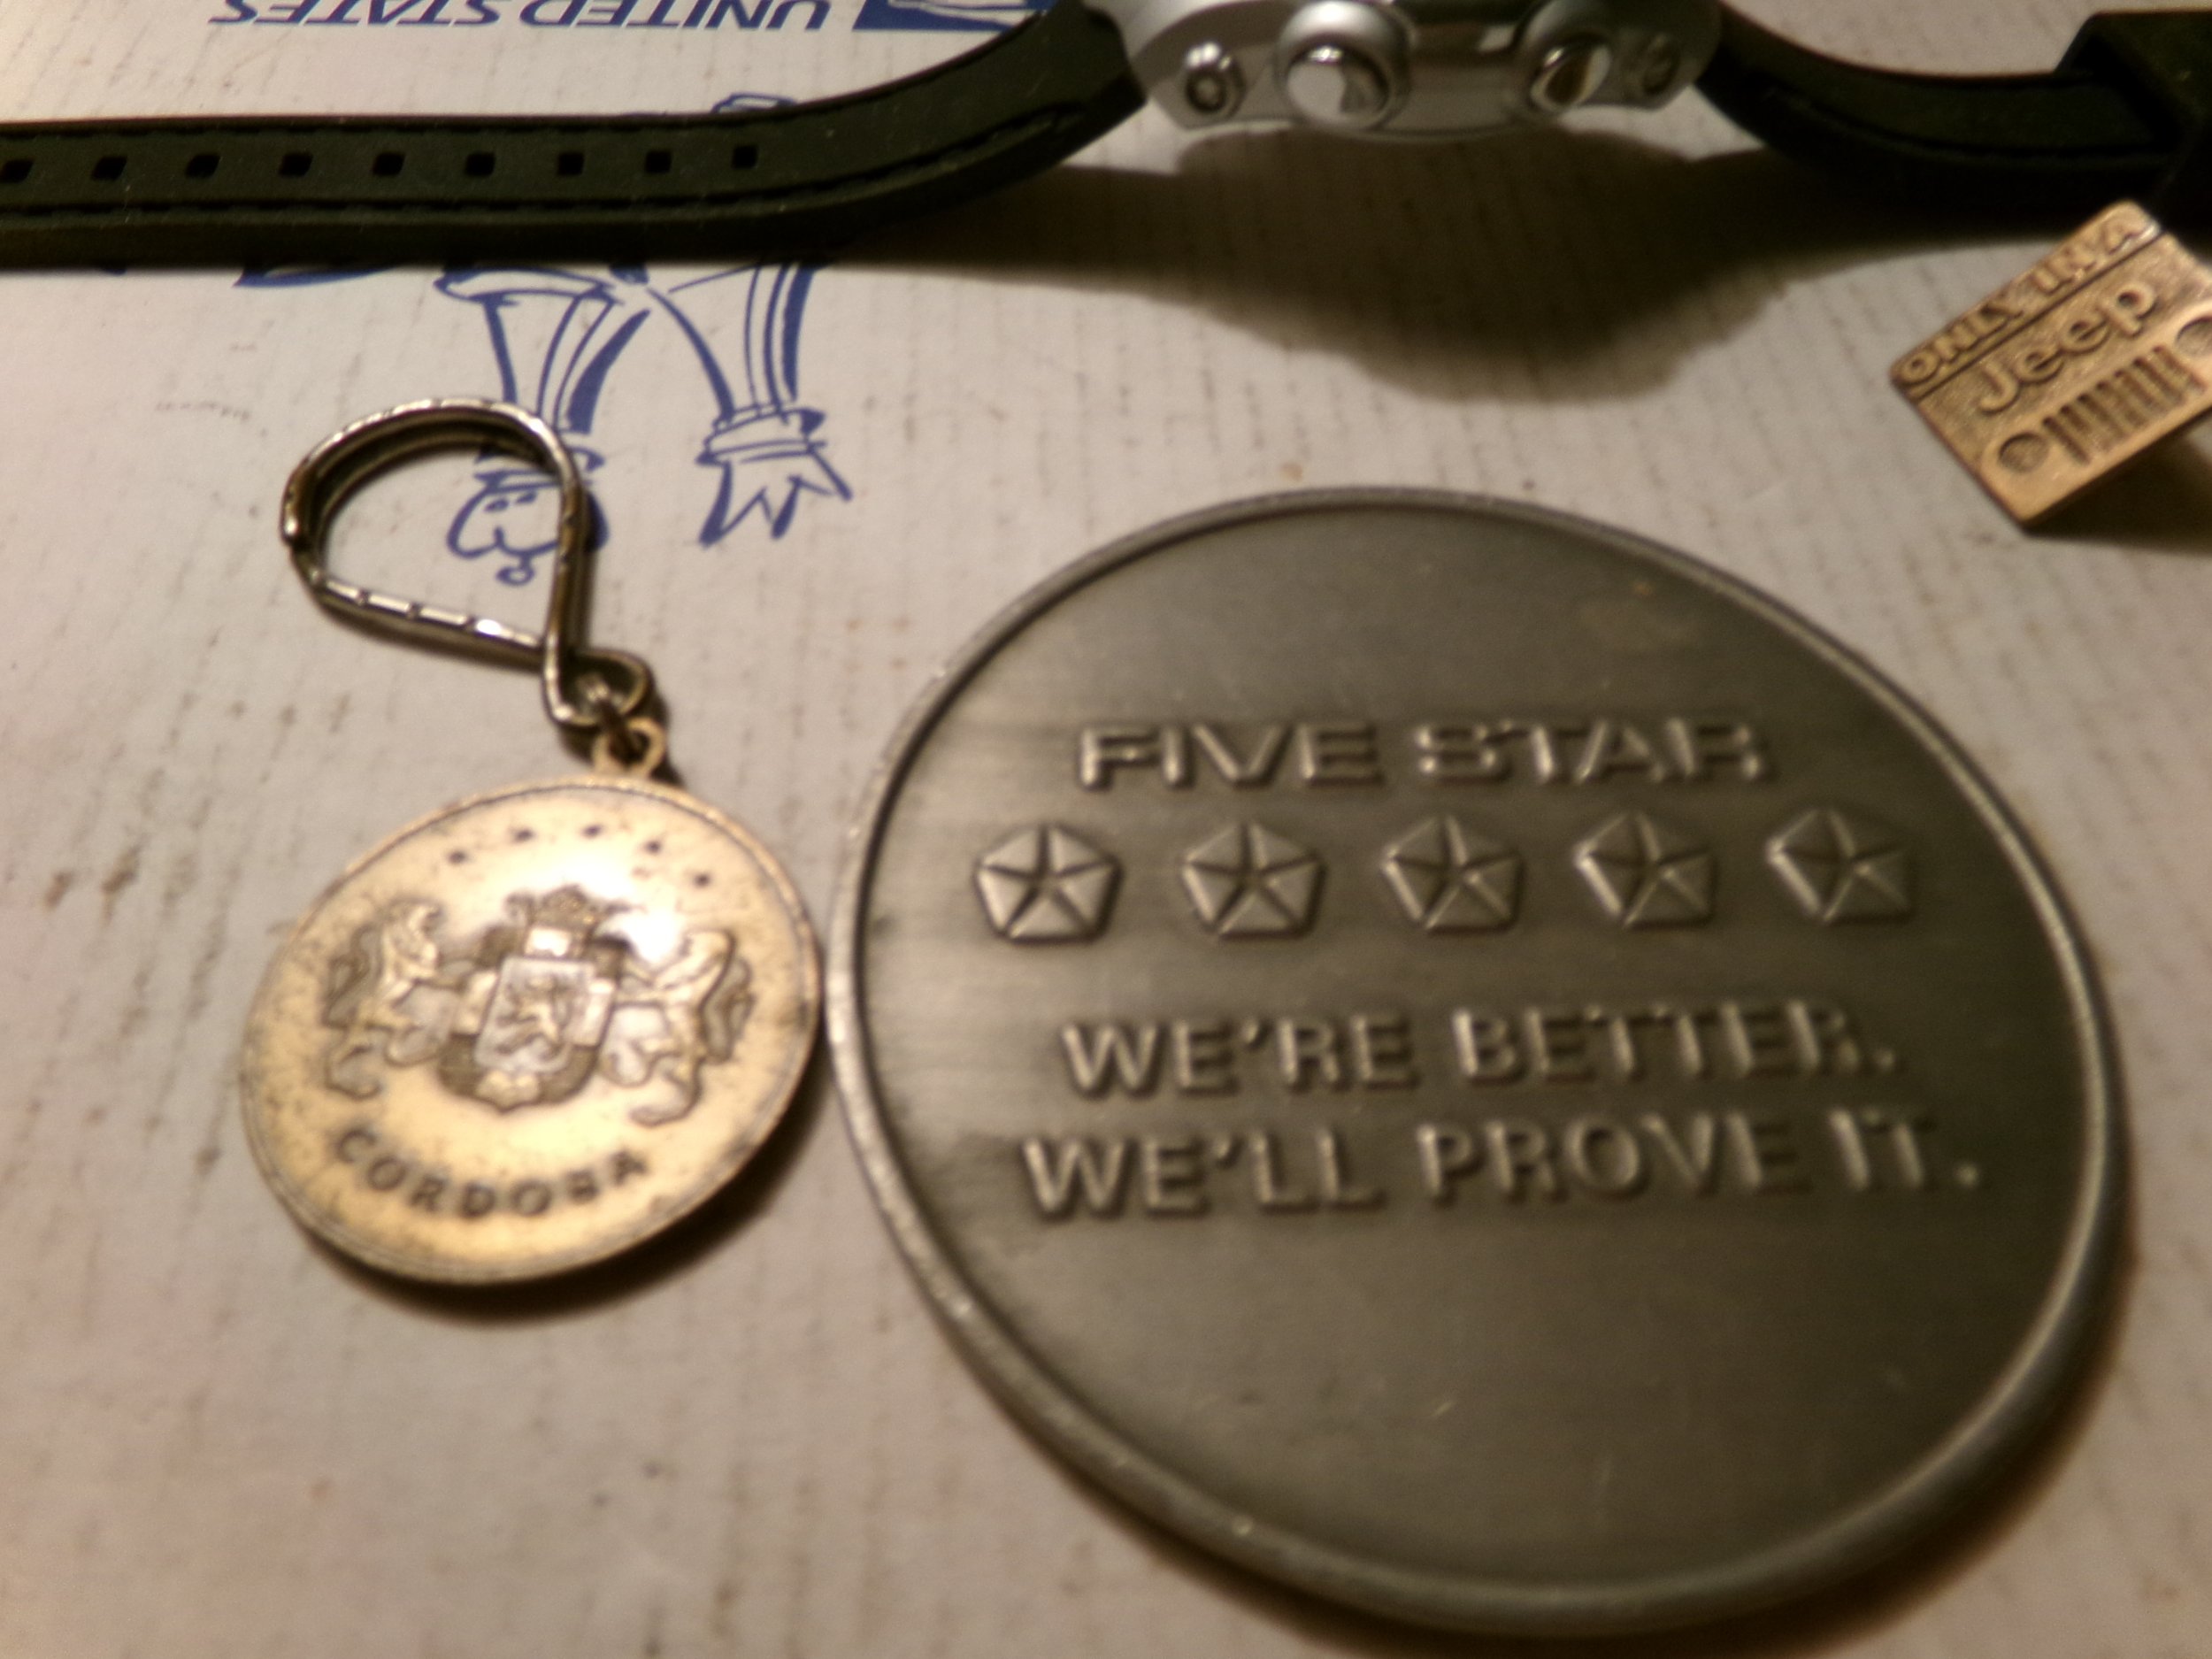 UNITED STATES
ONLY IN A
Jeep
FIVE STAR
WE'RE BETTER.
WE'LL PROVE IT.
CORDOBA